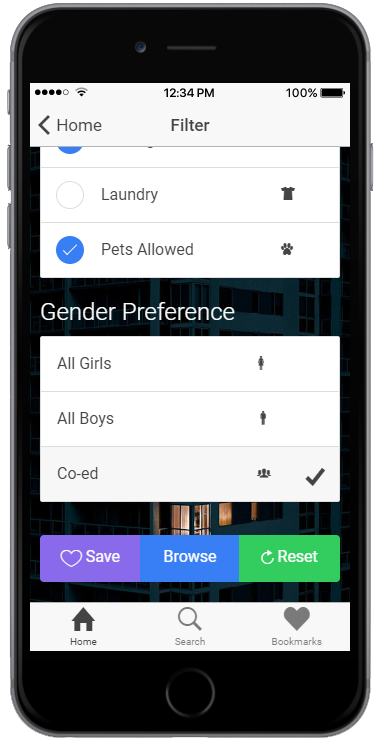 12:34 PM 100%
Home Filter
Laundry
Pets Allowed
Gender Preference
All Girls
All Boys
Co-ed
Save Browse Reset
Home Search Bookmarks